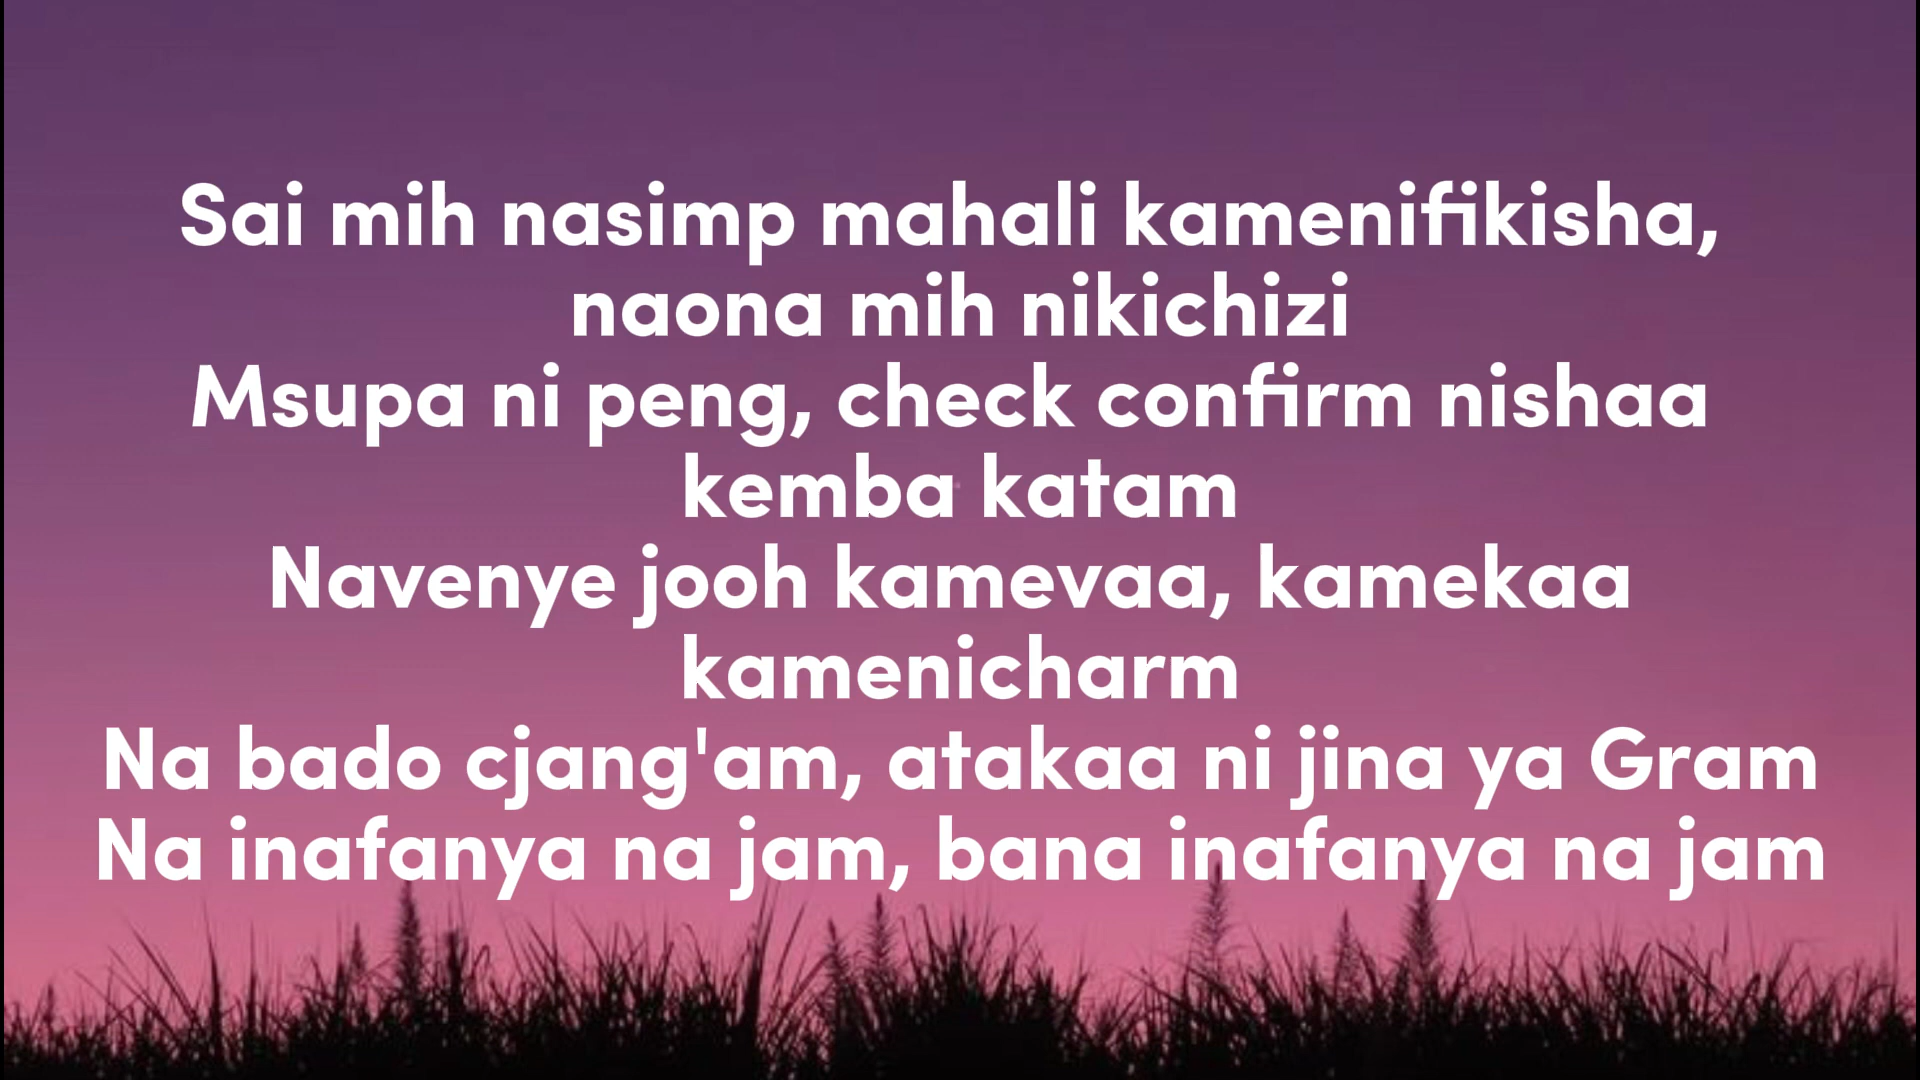 Sai mih nasimp mahali kamenifikisha,
naona mih nikichizi
Msupa ni peng, check confirm nishaa
kemba katam
Navenye jooh kamevaa, kamekaa
kamenicharm
Na bado cjang'am, atakaa ni jina ya Gram
Na inafanya na jam, bana inafanya na jam